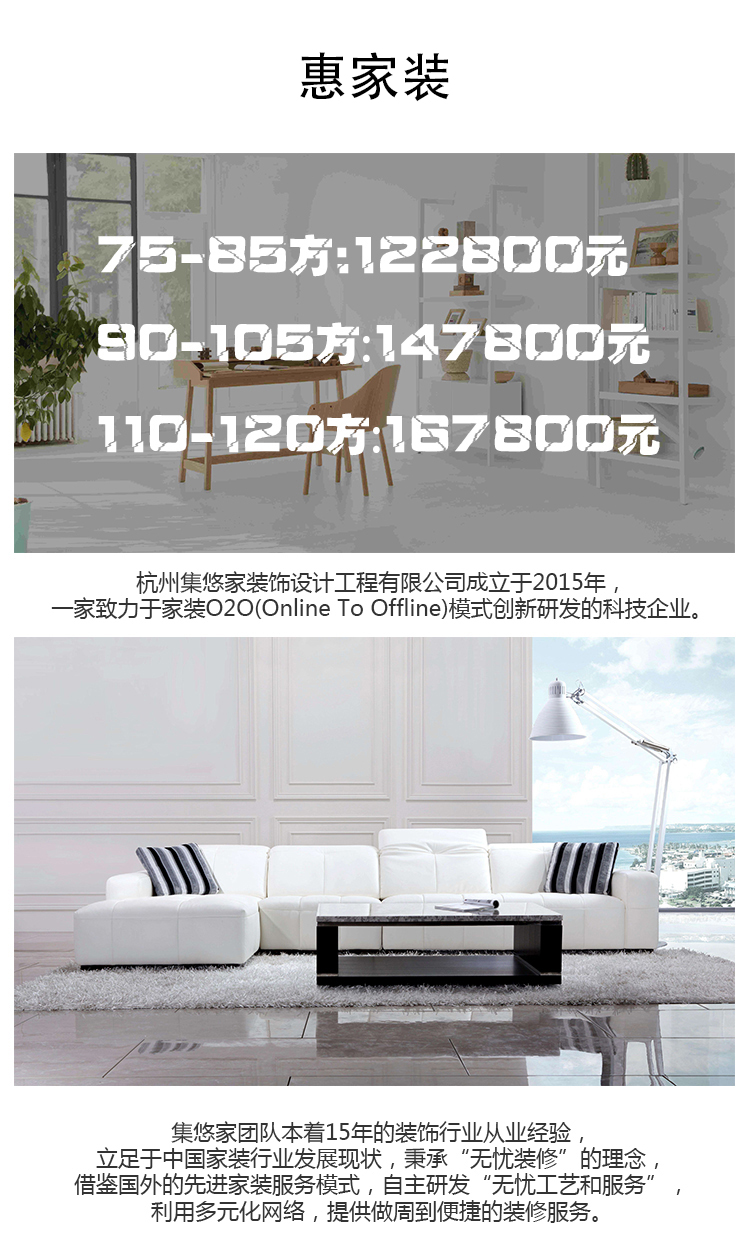 惠家装
75-85方:122800元
90-105方:147800元
110-120方:167800元
杭州集悠家装饰设计工程有限公司成立于2015年，
一家致力于家装O2O(Online To Offline)模式创新研发的科技企业。
集悠家团队本着15年的装饰行业从业经验，
立足于中国家装行业发展现状，秉承“无忧装修”的理念，
借鉴国外的先进家装服务模式，自主研发“无忧工艺和服务”，
利用多元化网络，提供做周到便捷的装修服务。